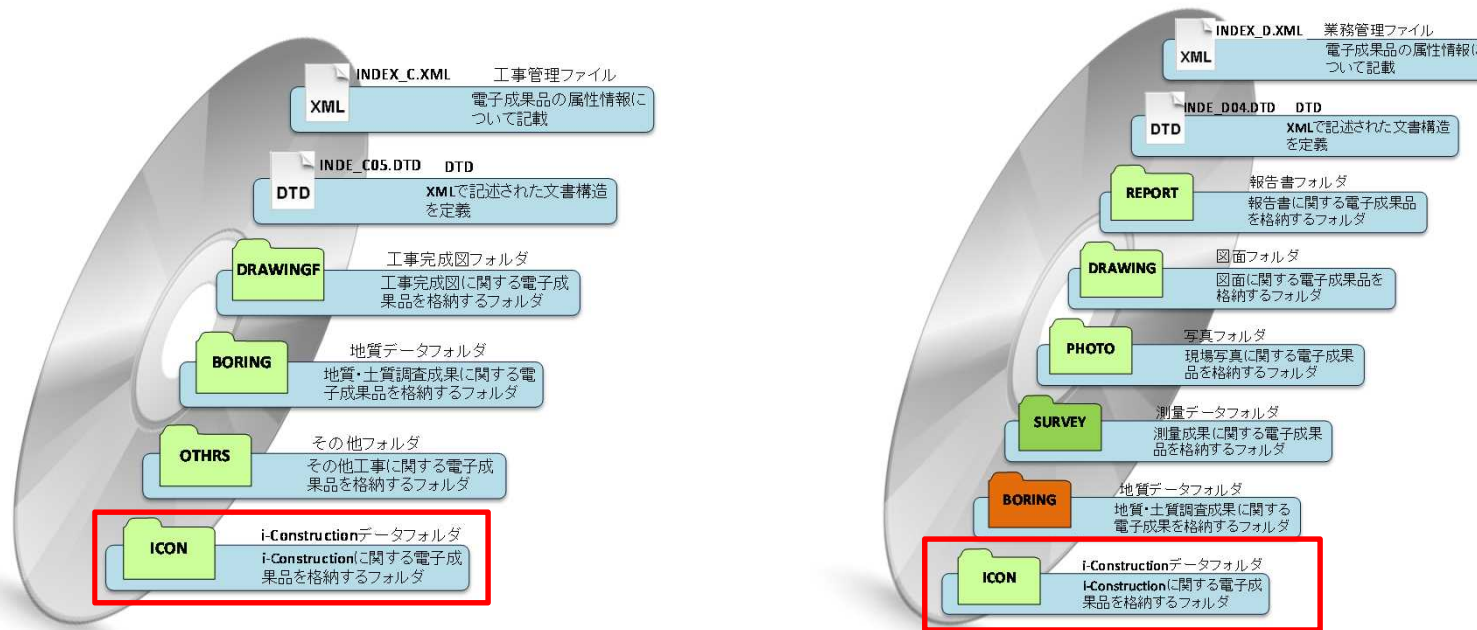 INDEX_C.XML 工事管理ファイル
XML
電子成果品の属性情報に
ついて記載
INDE_C05.DTD DTD
DTD
XMLで記述された文書構造
を定義
DRAWINGF
工事完成図フォルダ
工事完成図に関する電子成
果品を格納するフォルダ
BORING
地質データフォルダ
地質・土質調査成果に関する電
子成果品を格納するフォルダ
OTHRS
その他フォルダ
その他工事に関する電子成
果品を格納するフォルダ
ICON
i-Constructionデータフォルダ
i-Constructionに関する電子成
果品を格納するフォルダ
INDEX_D.XML 業務管理ファイル
XML
電子成果品の属性情報に
ついて記載
INDE_D04.DTD DTD
DTD
XMLで記述された文書構造
を定義
REPORT
報告書フォルダ
報告書に関する電子成果品
を格納するフォルダ
DRAWING
図面フォルダ
図面に関する電子成果品を
格納するフォルダ
PHOTO
写真フォルダ
現場写真に関する電子成果
品を格納するフォルダ
SURVEY
測量データフォルダ
測量成果に関する電子成果
品を格納するフォルダ
BORING
地質データフォルダ
地質・土質調査成果に関する
電子成果を格納するフォルダ
ICON
i-Constructionデータフォルダ
i-Constructionに関する電子成
果品を格納するフォルダ